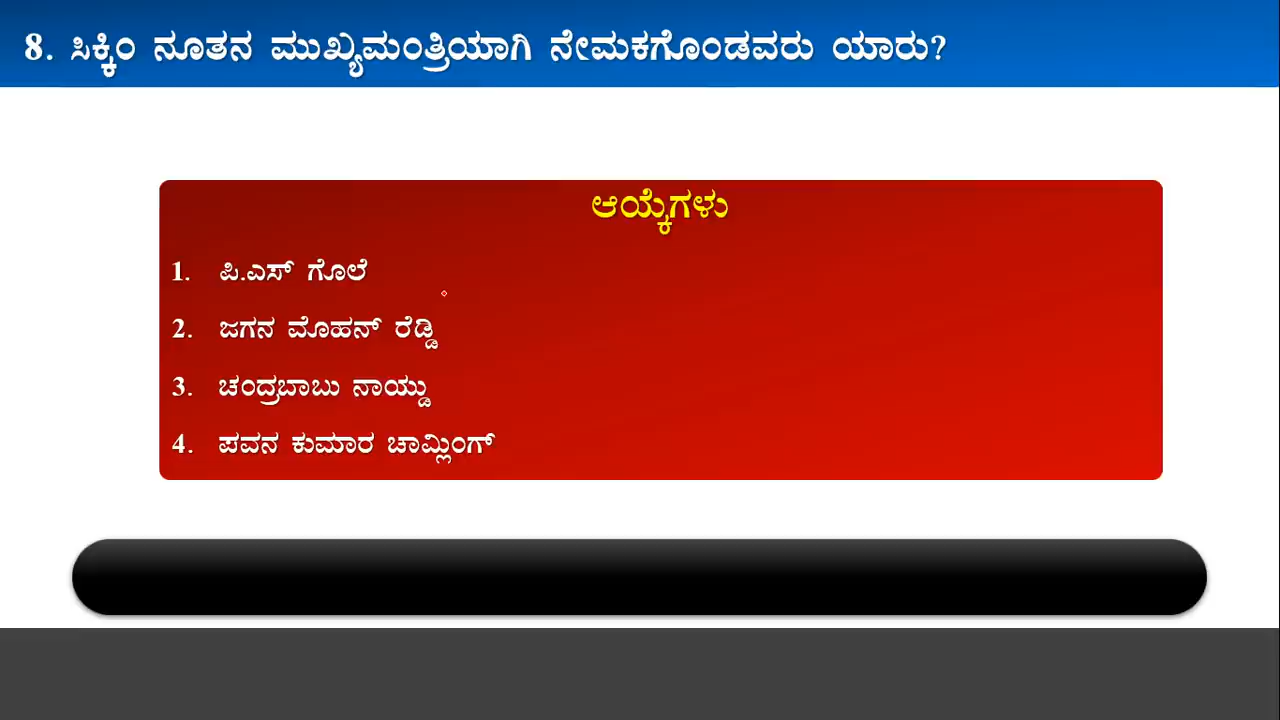 8. ಸಿಕ್ಕಿಂ ನೂತನ ಮುಖ್ಯಮಂತ್ರಿಯಾಗಿ ನೇಮಕಗೊಂಡವರು ಯಾರು?
ಆಯ್ಕೆಗಳು
1. ಪಿ.ಎಸ್ ಗೊಲೆ
2. ಜಗನ ಮೊಹನ್ ರೆಡ್ಡಿ
3. ಚಂದ್ರಬಾಬು ನಾಯ್ಡು
4. ಪವನ ಕುಮಾರ ಚಾಮ್ಲಿಂಗ್